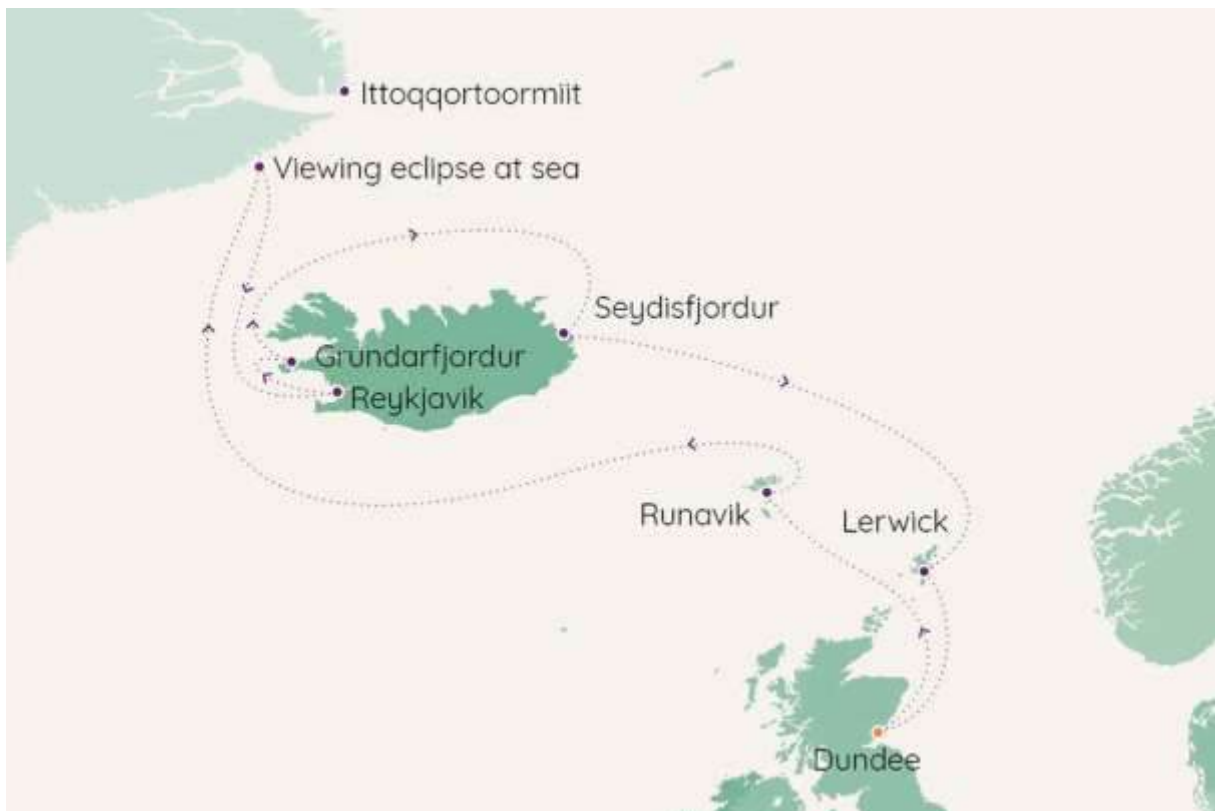 Ittoqqortoormiit
Viewing eclipse at sea
Seydisfjordur
Grundarfjordur
Reykjavik
Runavik
Lerwick
Dundee